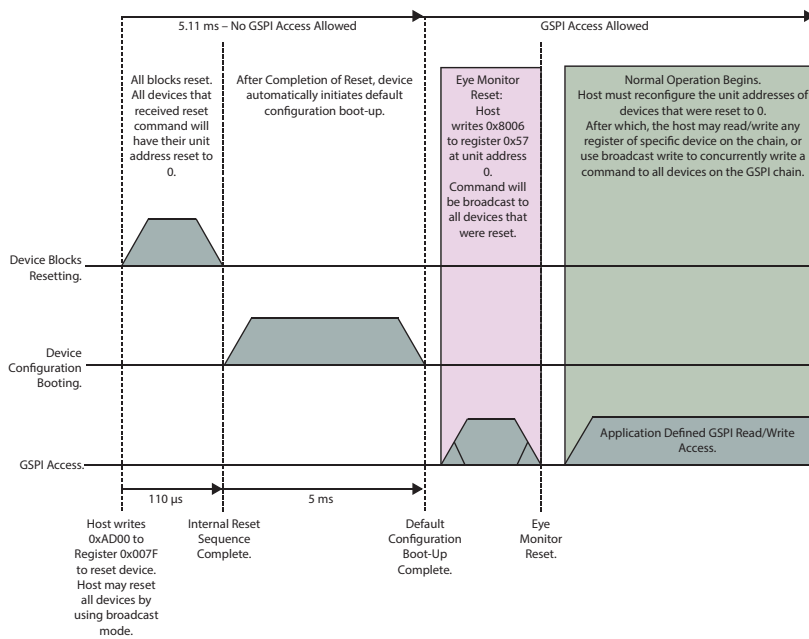 5.11 ms – No GSPI Access Allowed
GSPI Access Allowed
All blocks reset.
All devices that
received reset
command will
have their unit
address reset to
0.
After Completion of Reset, device
automatically initiates default
configuration boot-up.
Eye Monitor
Reset:
Host
writes 0x8006
to register 0x57
at unit address
0.
Command will
be broadcast to
all devices that
were reset.
Normal Operation Begins.
Host must reconfigure the unit addresses of
devices that were reset to 0.
After which, the host may read/write any
register of specific device on the chain, or
use broadcast write to concurrently write a
command to all devices on the GSPI chain.
Device Blocks
Resetting.
Device
Configuration
Booting.
GSPI Access.
Application Defined GSPI Read/Write
Access.
110 µs
5 ms
Host writes
0xAD00 to
Register 0x007F
to reset device.
Host may reset
all devices by
using broadcast
mode.
Internal Reset
Sequence
Complete.
Default
Configuration
Boot-Up
Complete.
Eye
Monitor
Reset.